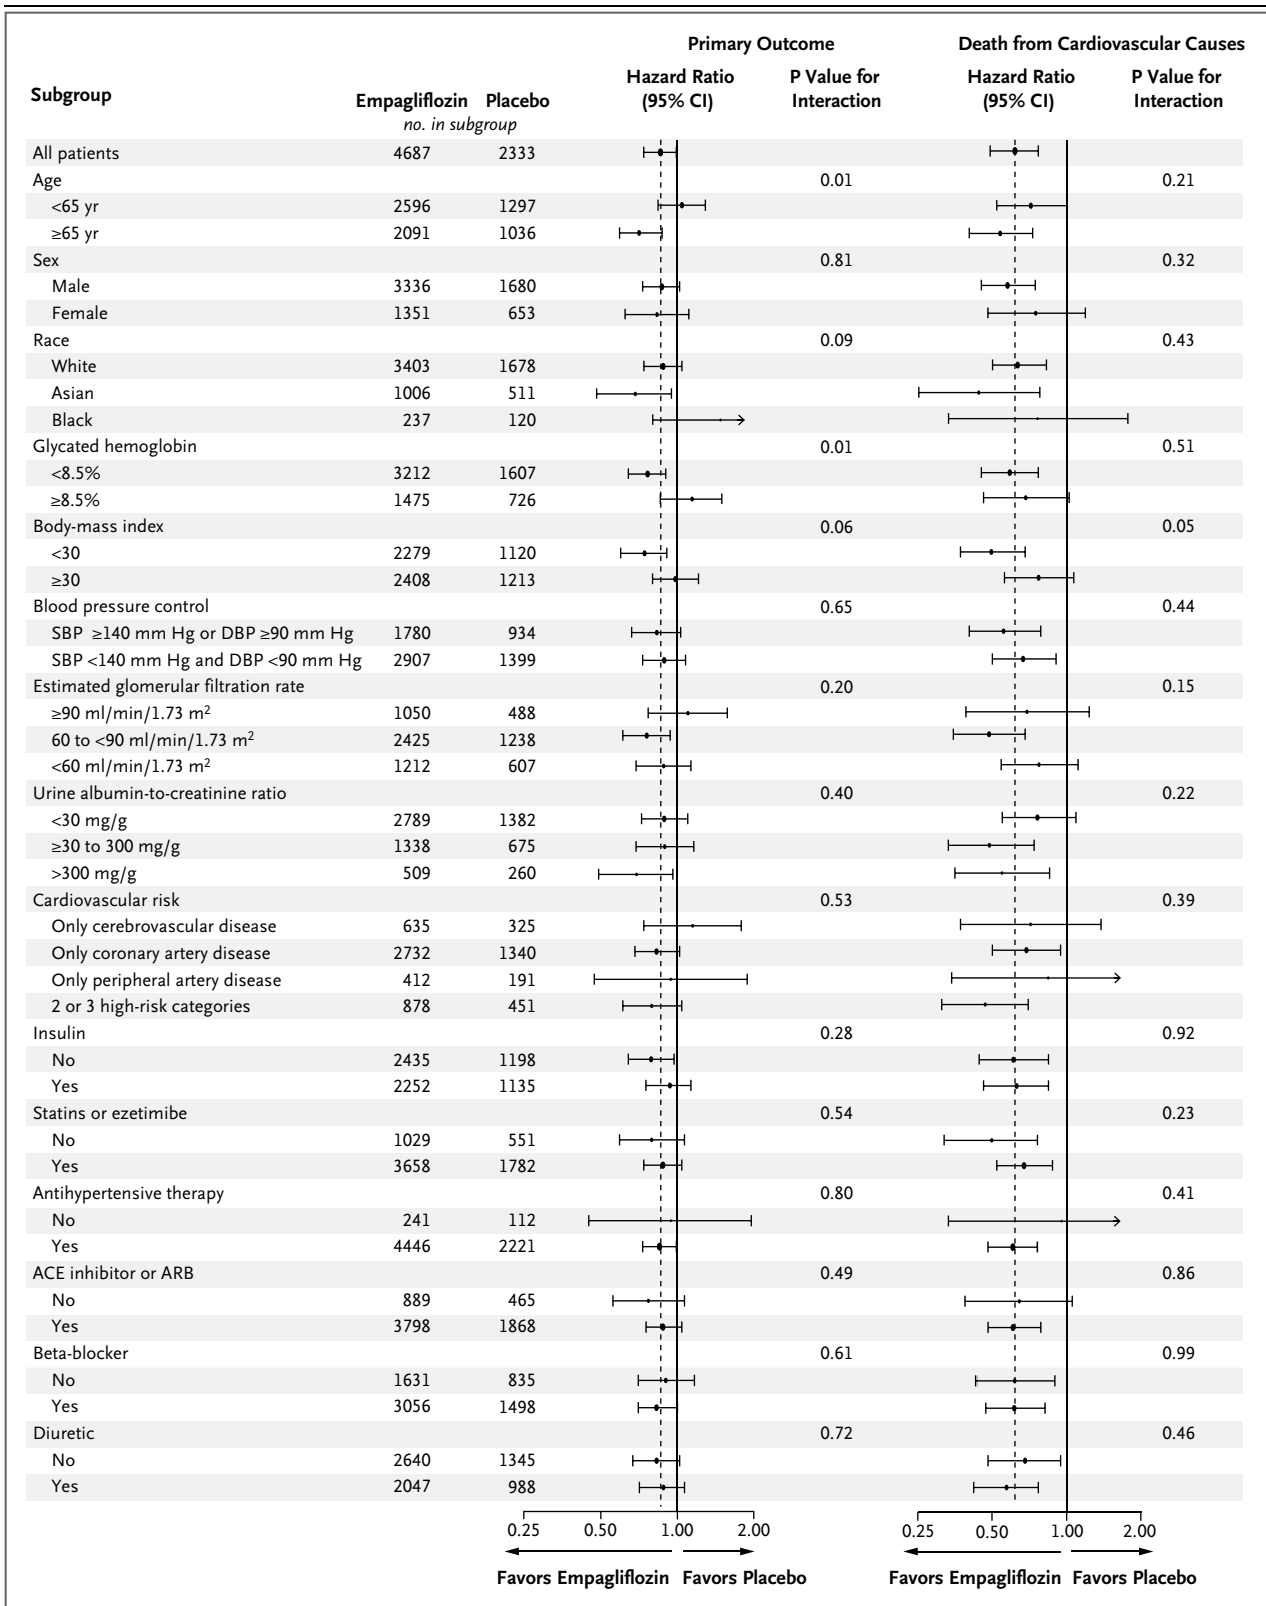 Primary Outcome Death from Cardiovascular Causes
Subgroup Empagliflozin Placebo Hazard Ratio (95% CI) P Value for Interaction Hazard Ratio (95% CI) P Value for Interaction
no. in subgroup
All patients 4687 2333
Age 0.01 0.21
<65 yr 2596 1297
≥65 yr 2091 1036
Sex 0.81 0.32
Male 3336 1680
Female 1351 653
Race 0.09 0.43
White 3403 1678
Asian 1006 511
Black 237 120
Glycated hemoglobin 0.01 0.51
<8.5% 3212 1607
≥8.5% 1475 726
Body-mass index 0.06 0.05
<30 2279 1120
≥30 2408 1213
Blood pressure control 0.65 0.44
SBP ≥140 mm Hg or DBP ≥90 mm Hg 1780 934
SBP <140 mm Hg and DBP <90 mm Hg 2907 1399
Estimated glomerular filtration rate 0.20 0.15
≥90 ml/min/1.73 m² 1050 488
60 to <90 ml/min/1.73 m² 2425 1238
<60 ml/min/1.73 m² 1212 607
Urine albumin-to-creatinine ratio 0.40 0.22
<30 mg/g 2789 1382
≥30 to 300 mg/g 1338 675
>300 mg/g 509 260
Cardiovascular risk 0.53 0.39
Only cerebrovascular disease 635 325
Only coronary artery disease 2732 1340
Only peripheral artery disease 412 191
2 or 3 high-risk categories 878 451
Insulin 0.28 0.92
No 2435 1198
Yes 2252 1135
Statins or ezetimibe 0.54 0.23
No 1029 551
Yes 3658 1782
Antihypertensive therapy 0.80 0.41
No 241 112
Yes 4446 2221
ACE inhibitor or ARB 0.49 0.86
No 889 465
Yes 3798 1868
Beta-blocker 0.61 0.99
No 1631 835
Yes 3056 1498
Diuretic 0.72 0.46
No 2640 1345
Yes 2047 988
0.25 0.50 1.00 2.00 0.25 0.50 1.00 2.00
Favors Empagliflozin Favors Placebo Favors Empagliflozin Favors Placebo